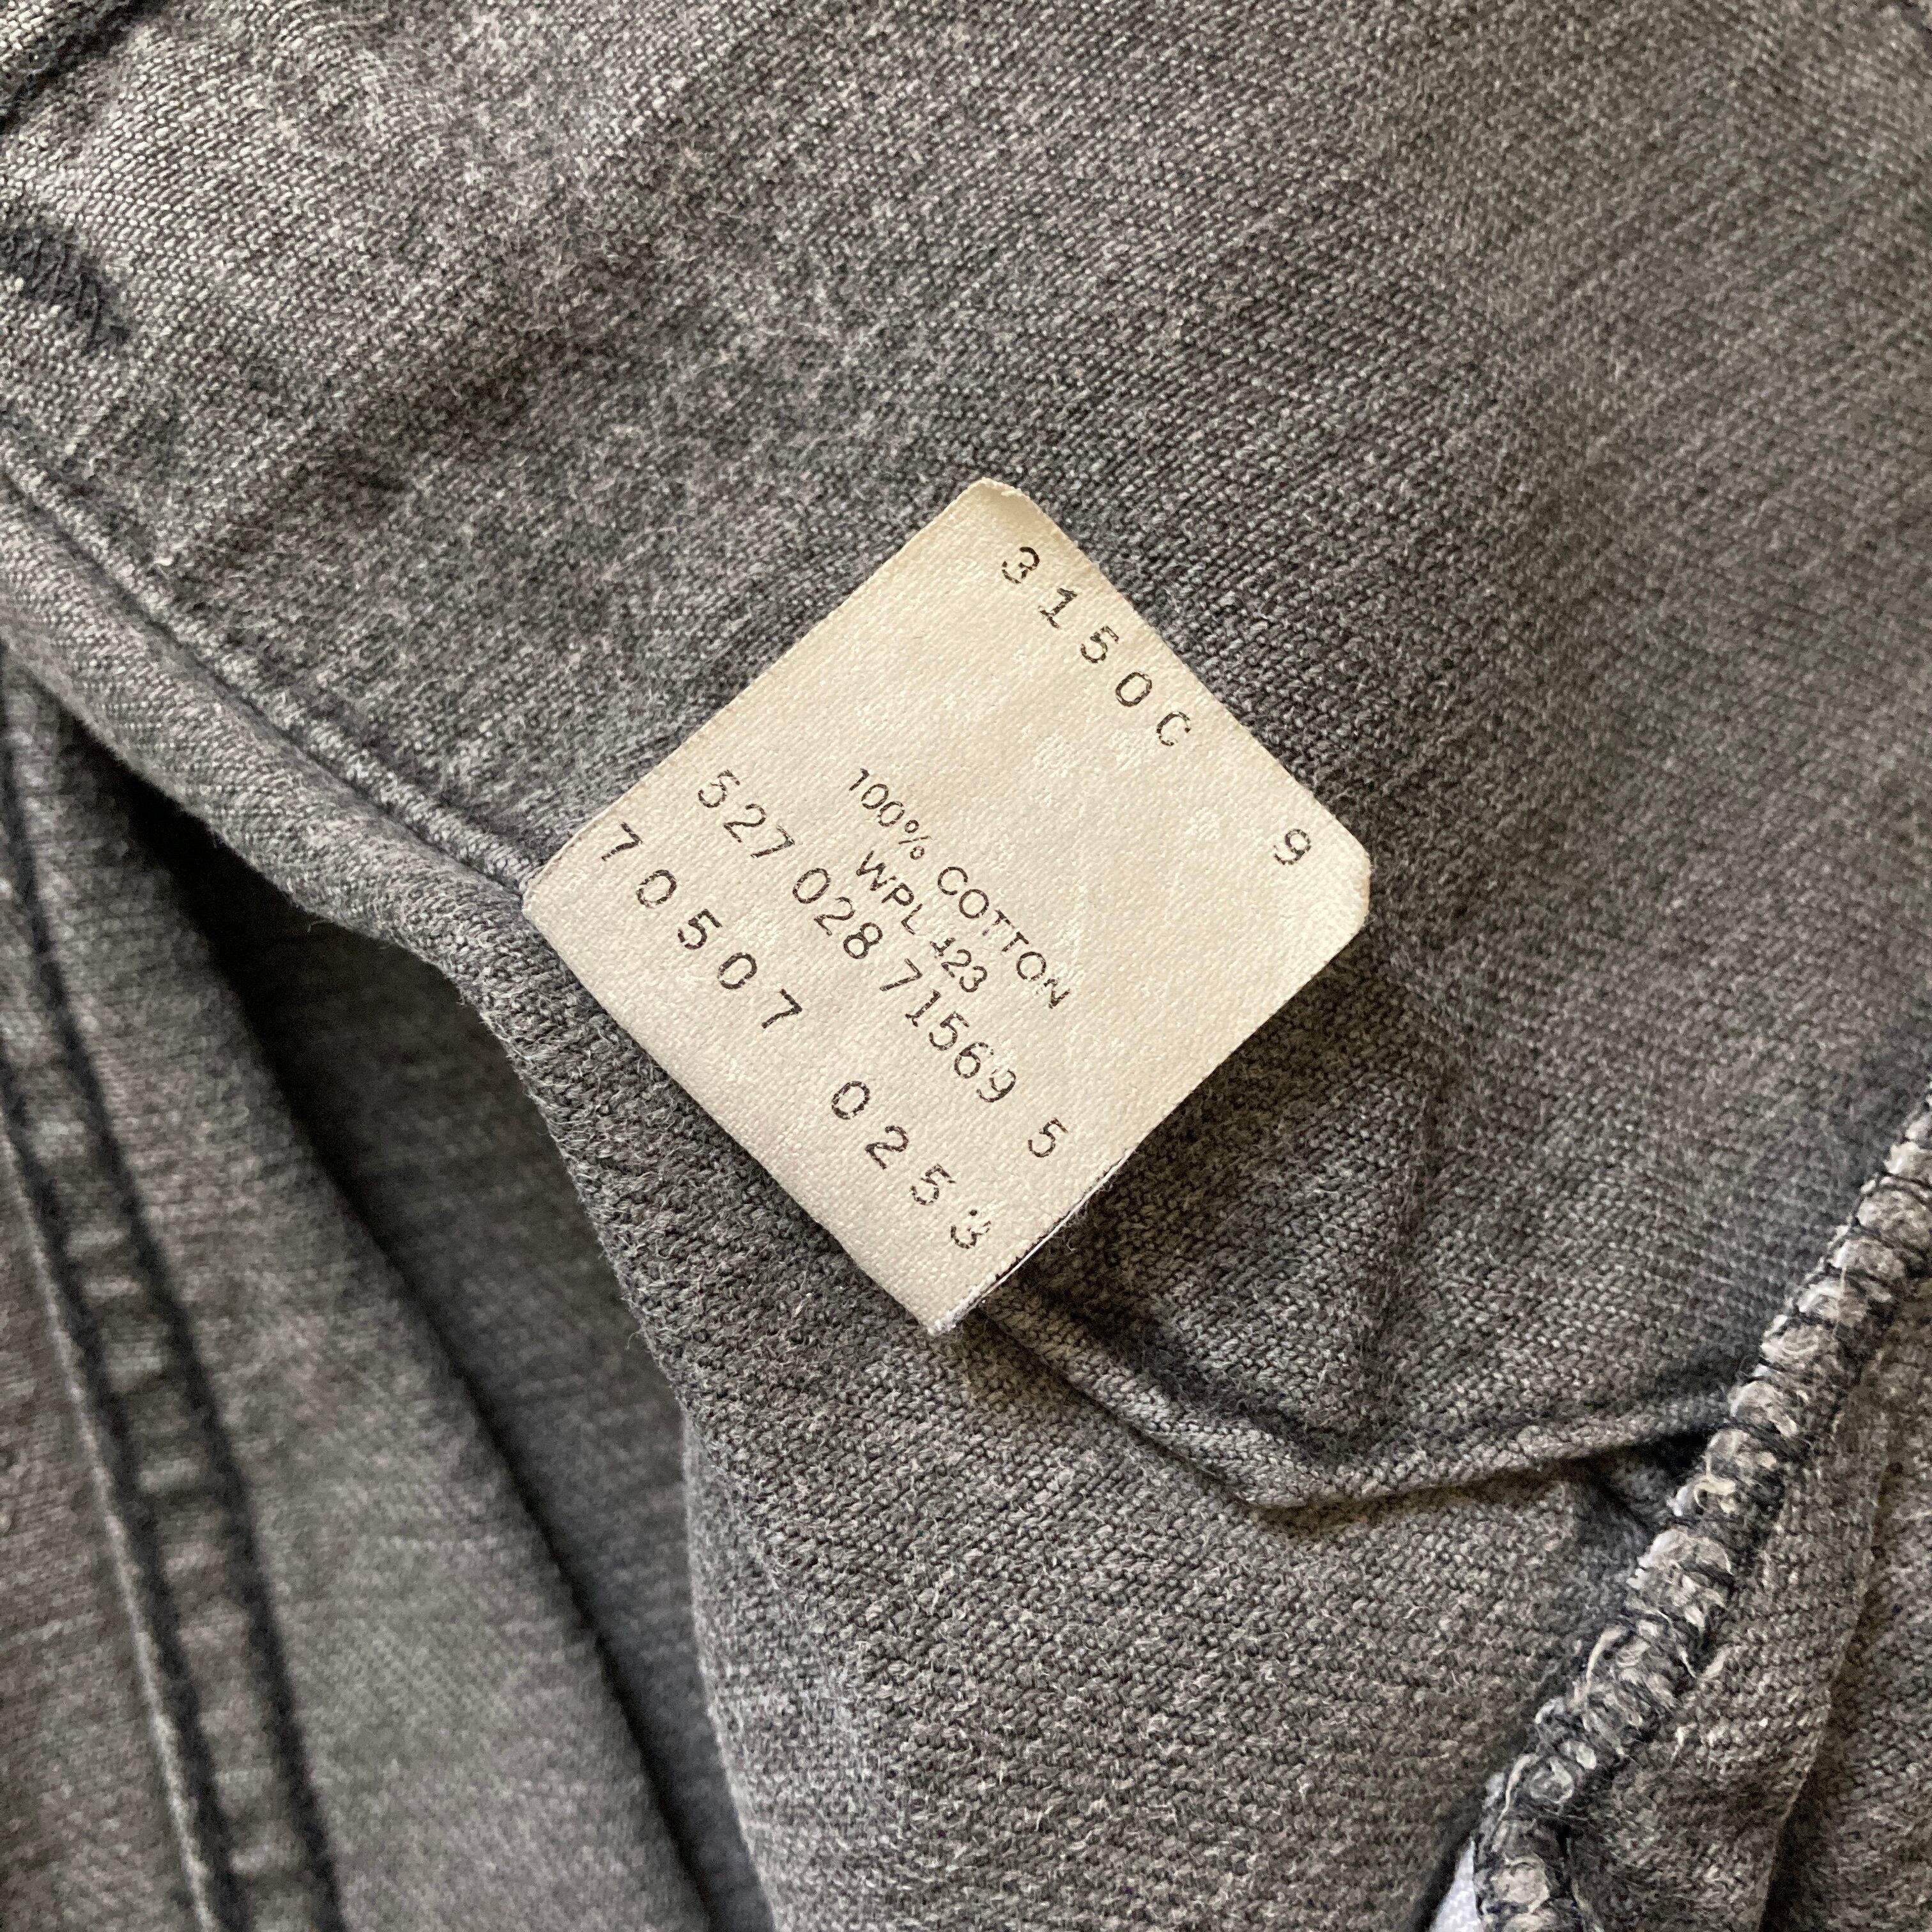 3150C 9
100% COTTON
WPL 423
527 028 71569 5
70507 0253